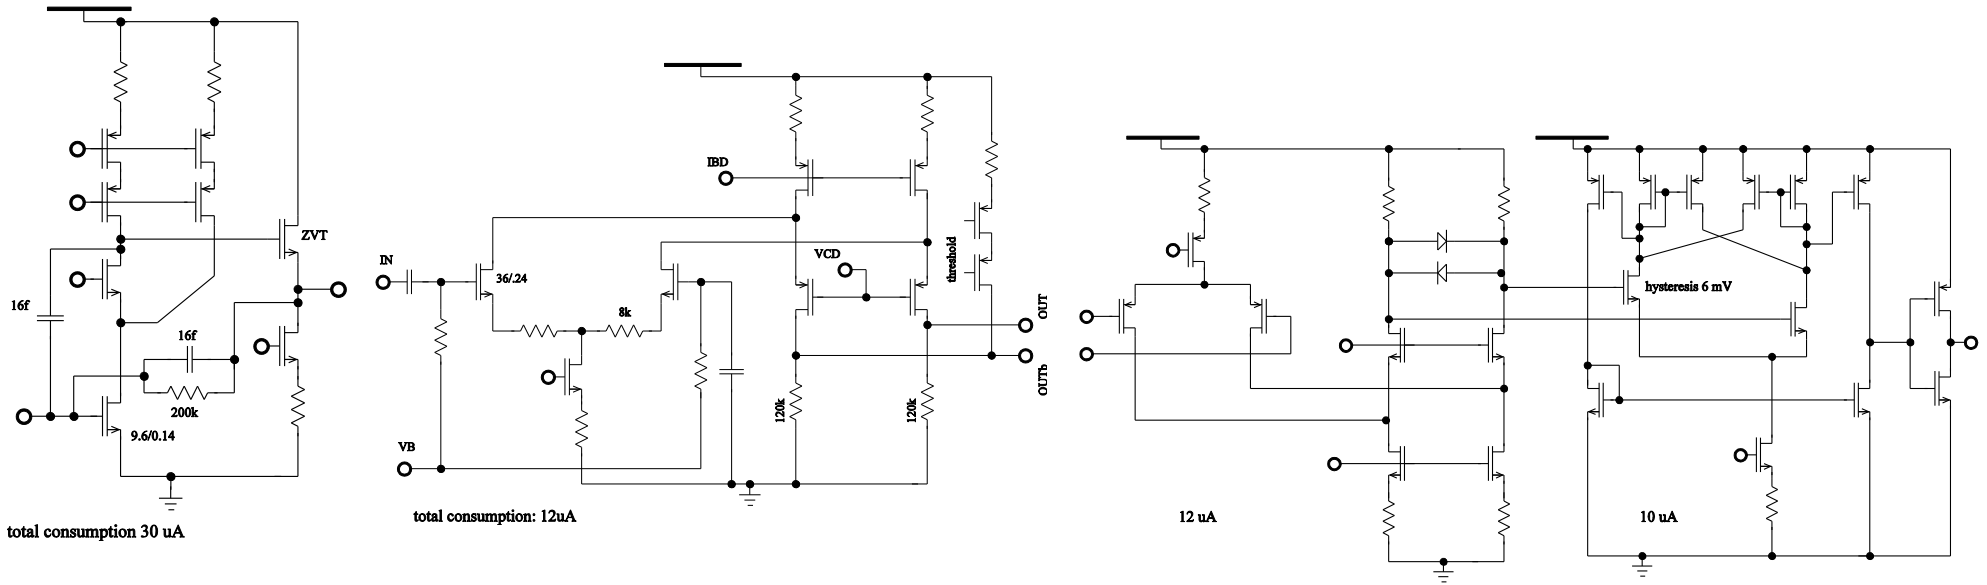 ZVT
16f
16f
200k
9.6/0.14
total consumption 30 uA
IBD
IN
36/.24
8k
VCD
threshold
OUT
OUTb
120k
120k
VB
total consumption: 12uA
12 uA
hysteresis 6 mV
10 uA